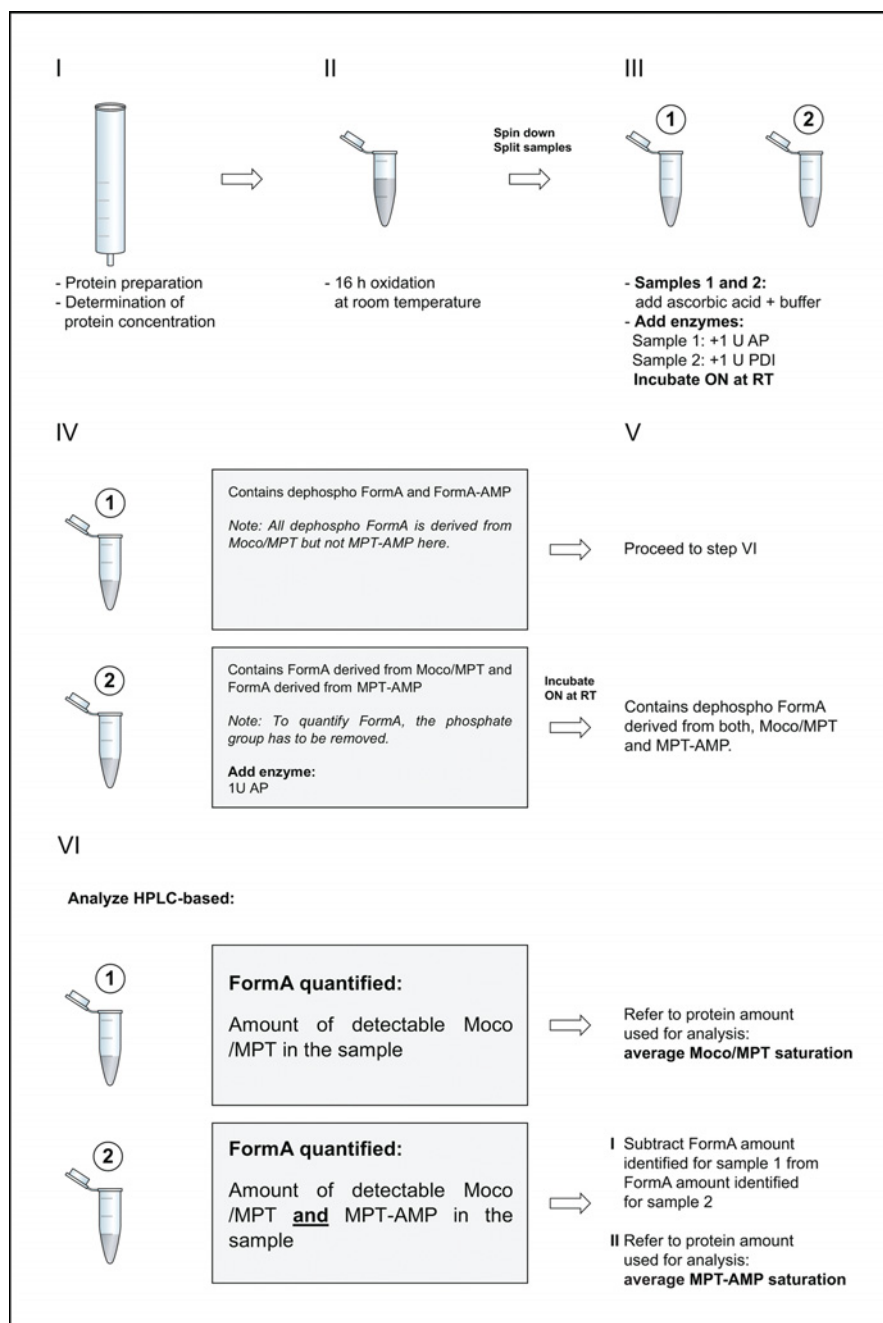 I
II
III
1
2
Spin down
Split samples
- Protein preparation
- Determination of
protein concentration
- 16 h oxidation
at room temperature
- Samples 1 and 2:
add ascorbic acid + buffer
- Add enzymes:
Sample 1: +1 U AP
Sample 2: +1 U PDI
Incubate ON at RT
IV
V
1
Contains dephospho FormA and FormA-AMP
Note: All dephospho FormA is derived from
Moco/MPT but not MPT-AMP here.
Proceed to step VI
2
Contains FormA derived from Moco/MPT and
FormA derived from MPT-AMP
Note: To quantify FormA, the phosphate
group has to be removed.
Add enzyme:
1U AP
Incubate
ON at RT
Contains dephospho FormA
derived from both, Moco/MPT
and MPT-AMP.
VI
Analyze HPLC-based:
1
FormA quantified:
Amount of detectable Moco
/MPT in the sample
Refer to protein amount
used for analysis:
average Moco/MPT saturation
2
FormA quantified:
Amount of detectable Moco
/MPT and MPT-AMP in the
sample
I Subtract FormA amount
identified for sample 1 from
FormA amount identified
for sample 2
II Refer to protein amount
used for analysis:
average MPT-AMP saturation